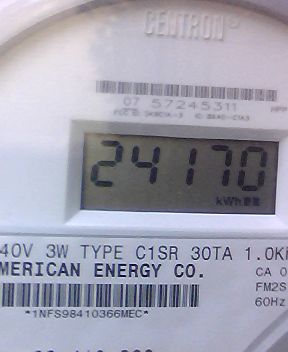 CENTRON
07 57245311
24170
kWh
40V 3W TYPE C1SR 30TA 1.0K
MERICAN ENERGY CO.
CA 0
FM2S
60Hz
*1NFS98410366MEC*